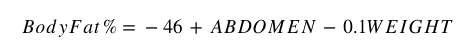 BodyFat% = − 46 + ABDOMEN − 0.1WEIGHT